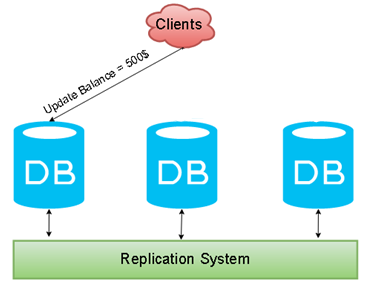 Clients
Update Balance = 500$
DB
DB
DB
Replication System